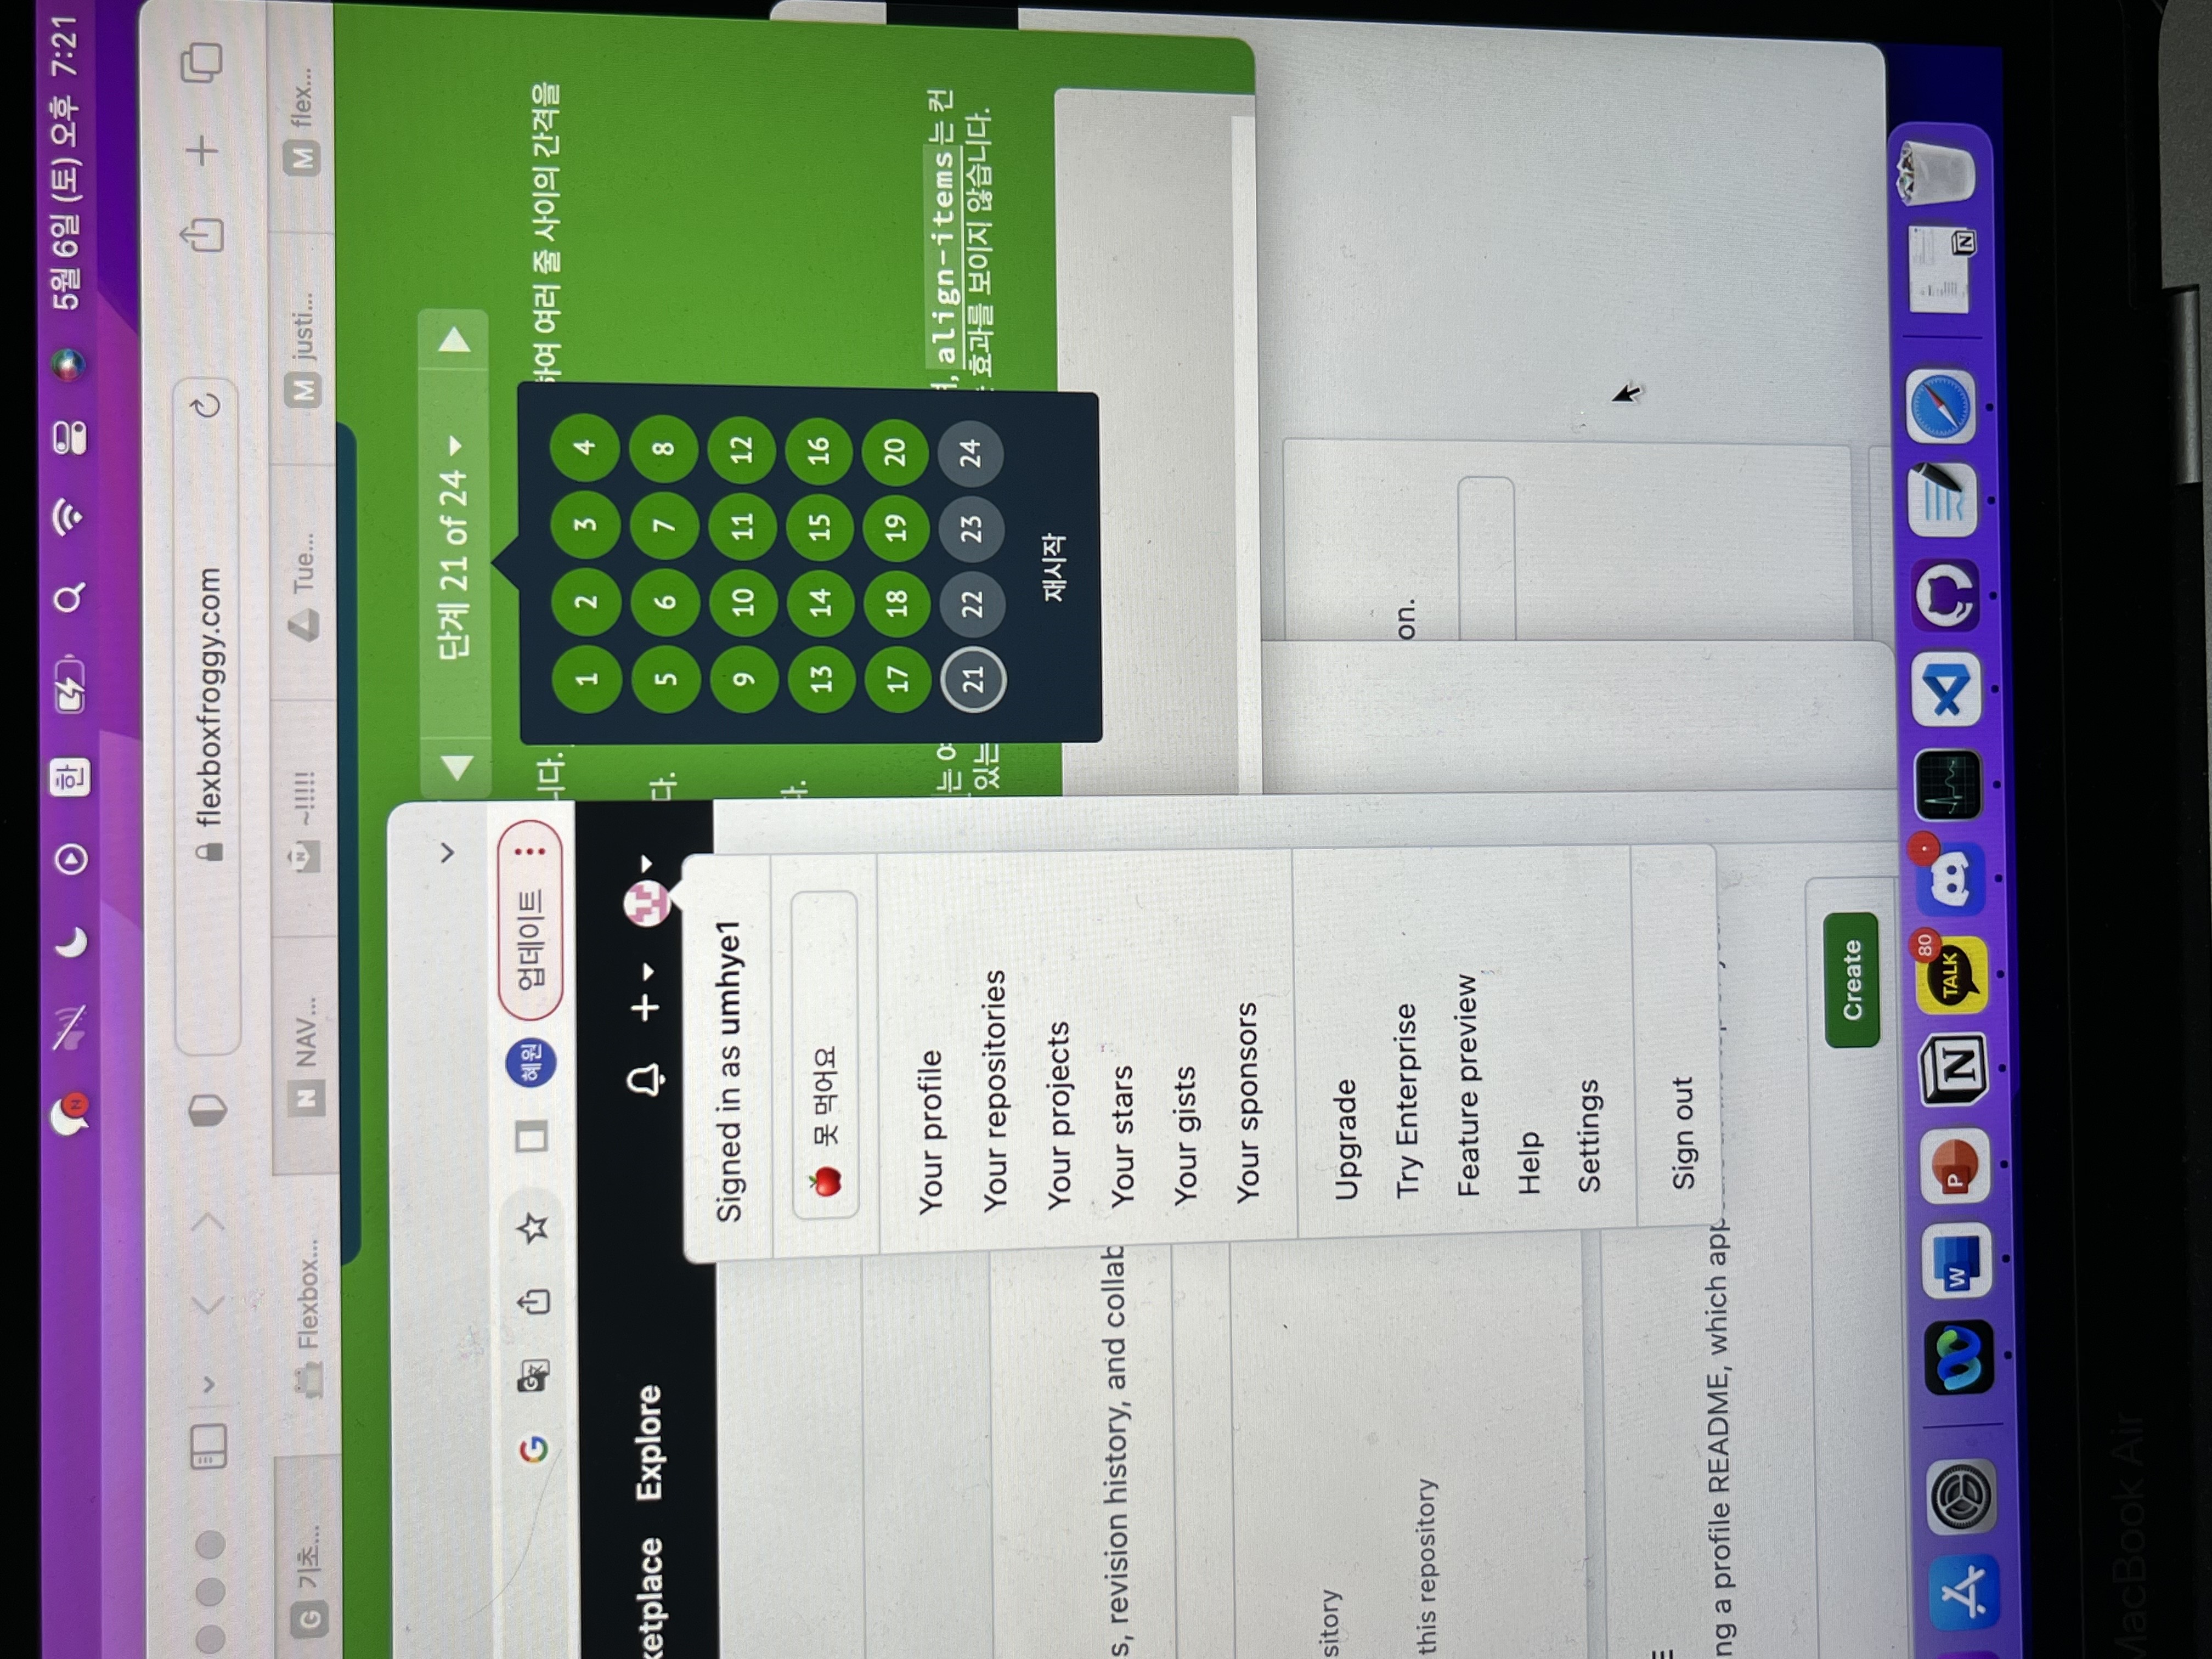 한
5월 6일 (토) 오후 7:21
flexboxfroggy.com
G 기초...
Flexbox...
N NAV...
~!!!!!
Tue...
M justi...
M flex...
단계 21 of 24
혜원
업데이트
니다.
하여 여러 줄 사이의 간격을
1 2 3 4
5 6 7 8
9 10 11 12
13 14 15 16
17 18 19 20
21 22 23 24
재시작
다.
는 여
align-items는 컨
있는
효과를 보이지 않습니다.
ketplace Explore
Signed in as umhye1
🍎 못 먹어요
Your profile
Your repositories
Your projects
Your stars
Your gists
Your sponsors
Upgrade
Try Enterprise
Feature preview
Help
Settings
Sign out
s, revision history, and collab
sitory
this repository
on.
ng a profile README, which app
Create
W
P
N
TALK
80
MacBook Air